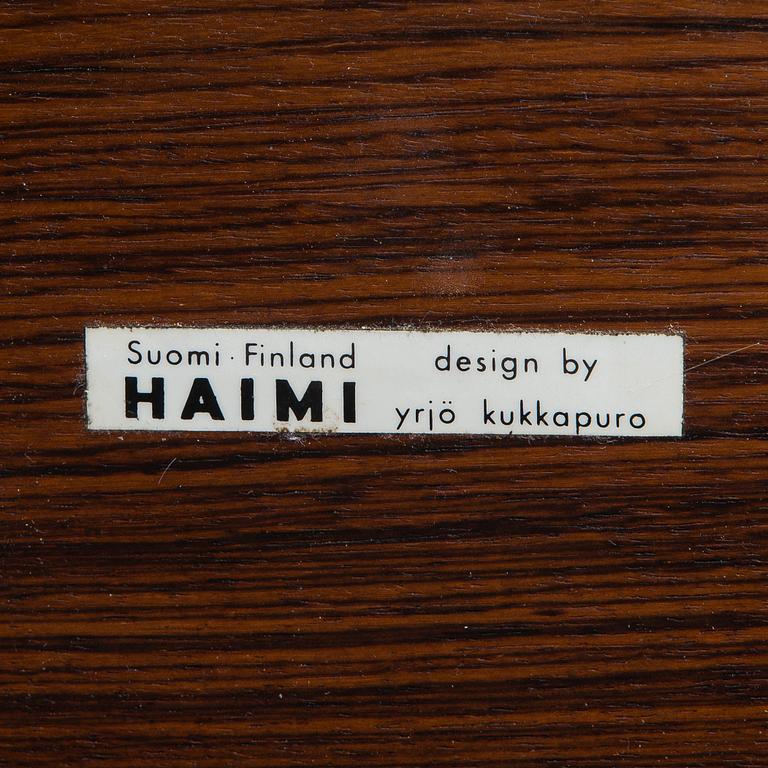 Suomi · Finland
HAIMI
design by
yrjö kukkapuro